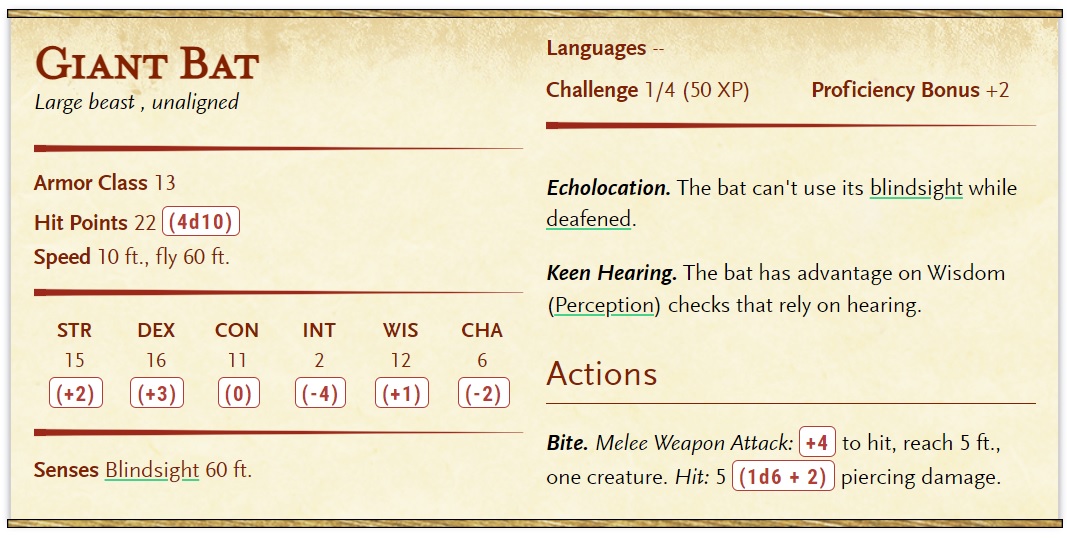 Giant Bat
Large beast , unaligned
Armor Class 13
Hit Points 22 (4d10)
Speed 10 ft., fly 60 ft.
STR DEX CON INT WIS CHA
15 16 11 2 12 6
(+2) (+3) (0) (-4) (+1) (-2)
Senses Blindsight 60 ft.
Languages --
Challenge 1/4 (50 XP) Proficiency Bonus +2
Echolocation. The bat can't use its blindsight while
deafened.
Keen Hearing. The bat has advantage on Wisdom
(Perception) checks that rely on hearing.
Actions
Bite. Melee Weapon Attack: +4 to hit, reach 5 ft.,
one creature. Hit: 5 (1d6 + 2) piercing damage.